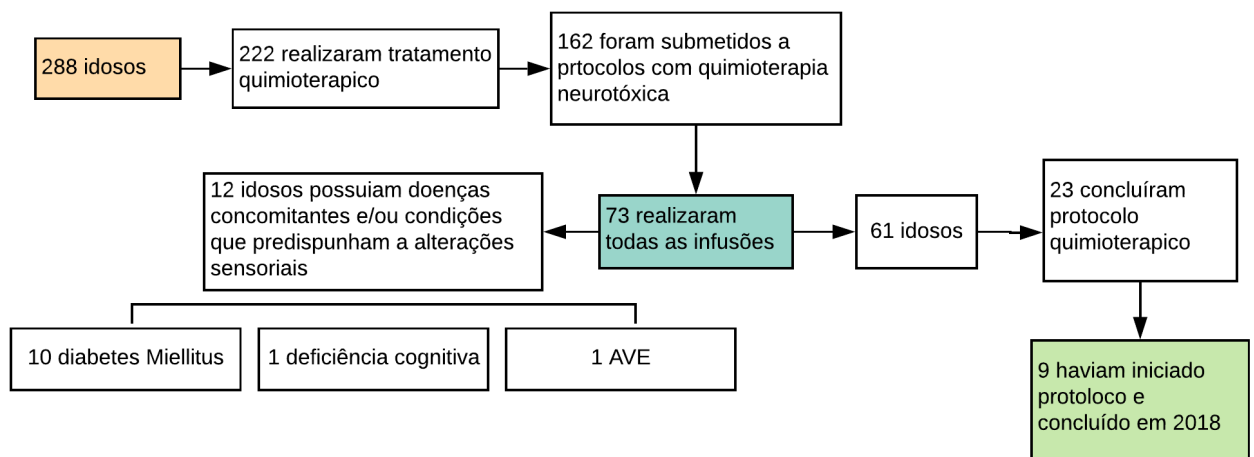 288 idosos
222 realizaram tratamento
quimioterapico
162 foram submetidos a
prtocolos com quimioterapia
neurotóxica
12 idosos possuiam doenças
concomitantes e/ou condições
que predispunham a alterações
sensoriais
73 realizaram
todas as infusões
61 idosos
23 concluíram
protocolo
quimioterapico
10 diabetes Miellitus
1 deficiência cognitiva
1 AVE
9 haviam iniciado
protoloco e
concluído em 2018